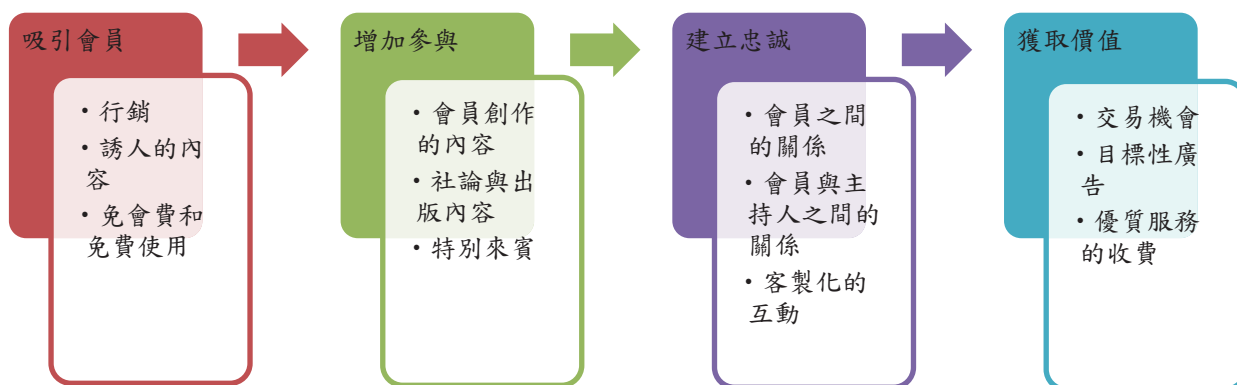 吸引會員
・行銷
・誘人的內
容
・免會費和
免費使用
增加參與
・會員創作
的內容
・社論與出
版內容
・特別來賓
建立忠誠
・會員之間
的關係
・會員與主
持人之間的
關係
・客製化的
互動
獲取價值
・交易機會
・目標性廣
告
・優質服務
的收費